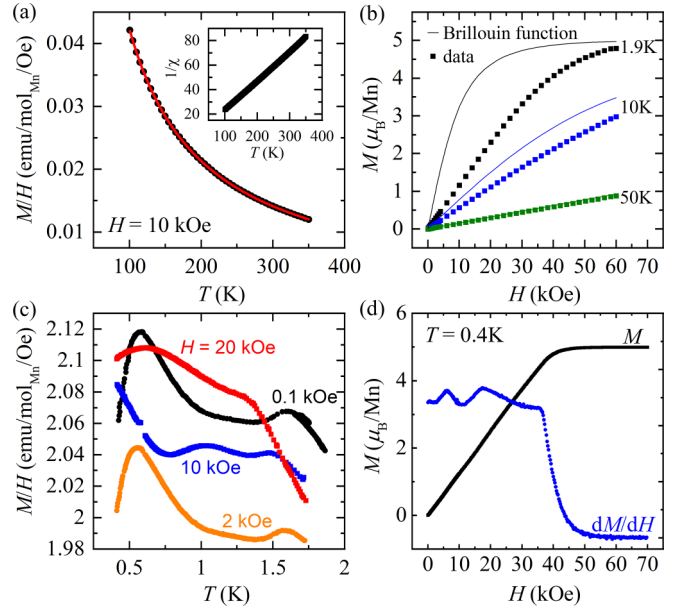 (a)
0.04
0.03
0.02
0.01
M/H (emu/mol_Mn/Oe)
H = 10 kOe
100 150 200 250 300 350 400
T (K)
80
60
40
20
1/χ
100 200 300 400
T (K)
(b)
6
5
4
3
2
1
0
M (μ_B/Mn)
Brillouin function
data
1.9K
10K
50K
0 10 20 30 40 50 60 70
H (kOe)
(c)
2.12
2.10
2.08
2.06
2.04
2.02
2.00
1.98
M/H (emu/mol_Mn/Oe)
H = 20 kOe
0.1 kOe
10 kOe
2 kOe
0.5 1 1.5 2
T (K)
(d)
6
4
2
0
M (μ_B/Mn)
T = 0.4K
M
dM/dH
0 10 20 30 40 50 60 70
H (kOe)